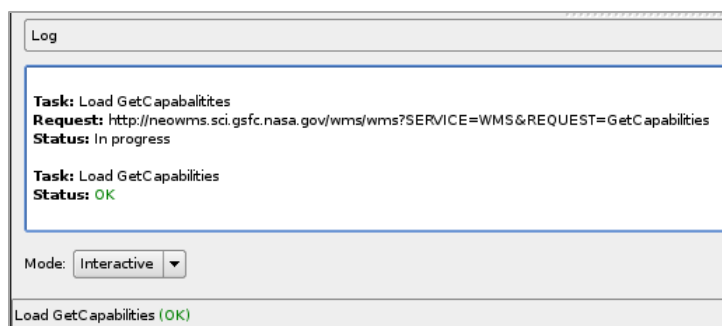 Log
Task: Load GetCapabalitites
Request: http://neowms.sci.gsfc.nasa.gov/wms/wms?SERVICE=WMS&REQUEST=GetCapabilities
Status: In progress
Task: Load GetCapabilities
Status: OK
Mode: Interactive
Load GetCapabilities (OK)